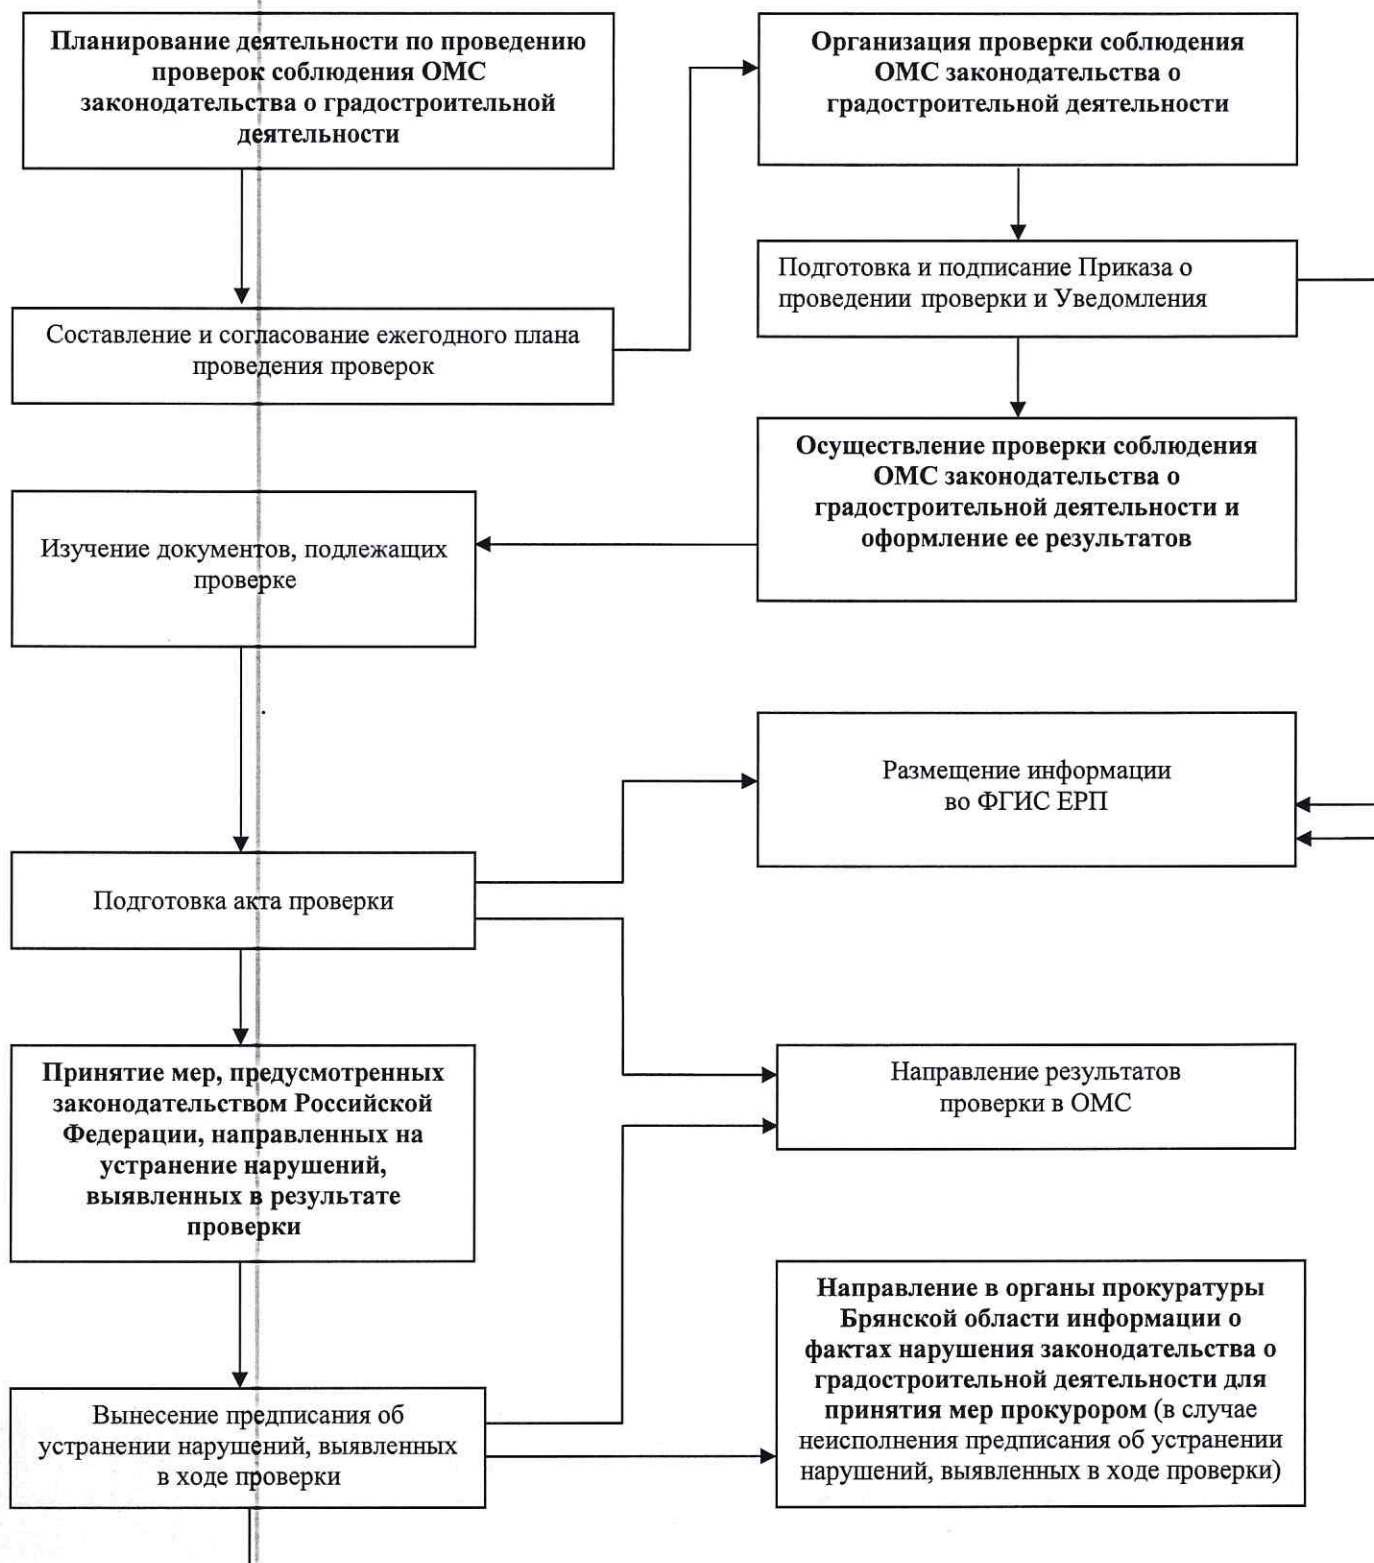 Планирование деятельности по проведению
проверок соблюдения ОМС
законодательства о градостроительной
деятельности
Организация проверки соблюдения
ОМС законодательства о
градостроительной деятельности
Подготовка и подписание Приказа о
проведении проверки и Уведомления
Составление и согласование ежегодного плана
проведения проверок
Осуществление проверки соблюдения
ОМС законодательства о
градостроительной деятельности и
оформление ее результатов
Изучение документов, подлежащих
проверке
Размещение информации
во ФГИС ЕРП
Подготовка акта проверки
Принятие мер, предусмотренных
законодательством Российской
Федерации, направленных на
устранение нарушений,
выявленных в результате
проверки
Направление результатов
проверки в ОМС
Направление в органы прокуратуры
Брянской области информации о
фактах нарушения законодательства о
градостроительной деятельности для
принятия мер прокурором (в случае
неисполнения предписания об устранении
нарушений, выявленных в ходе проверки)
Вынесение предписания об
устранении нарушений, выявленных
в ходе проверки